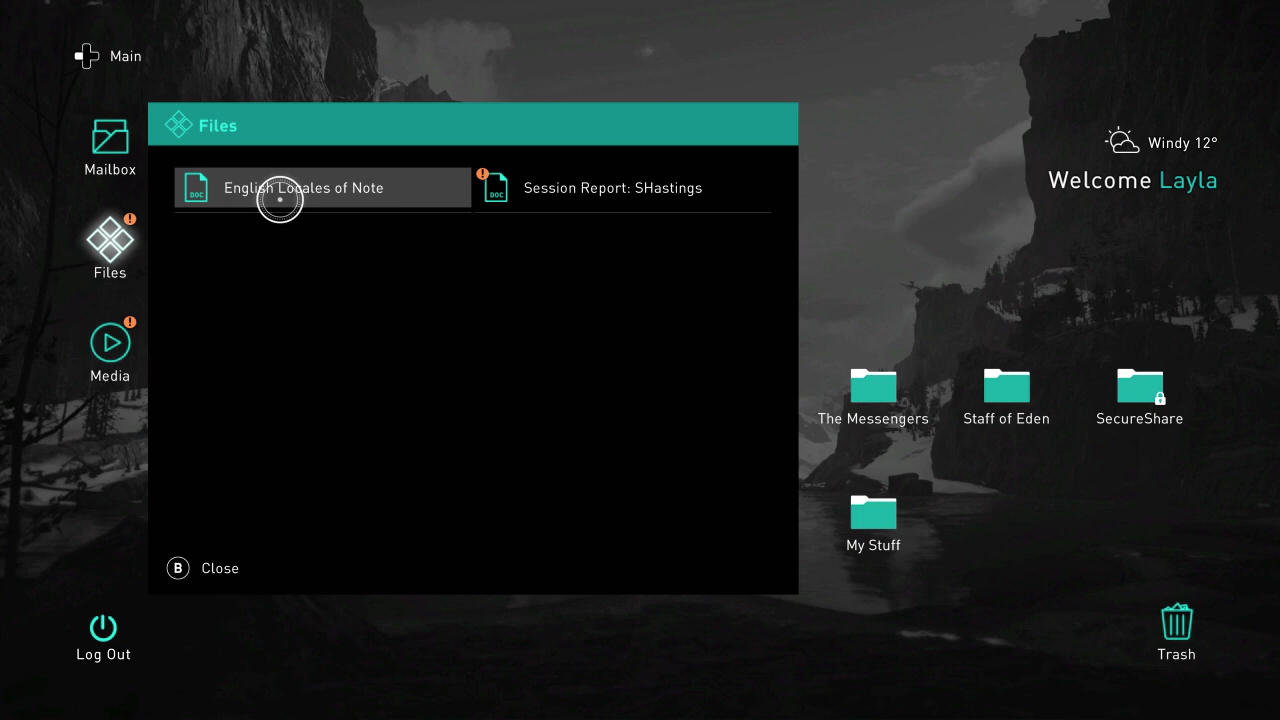 Main
Mailbox
Files
Media
Log Out
Files
DOC
English Locales of Note
!
DOC
Session Report: SHastings
!
!
B Close
Windy 12°
Welcome Layla
The Messengers
Staff of Eden
SecureShare
My Stuff
Trash